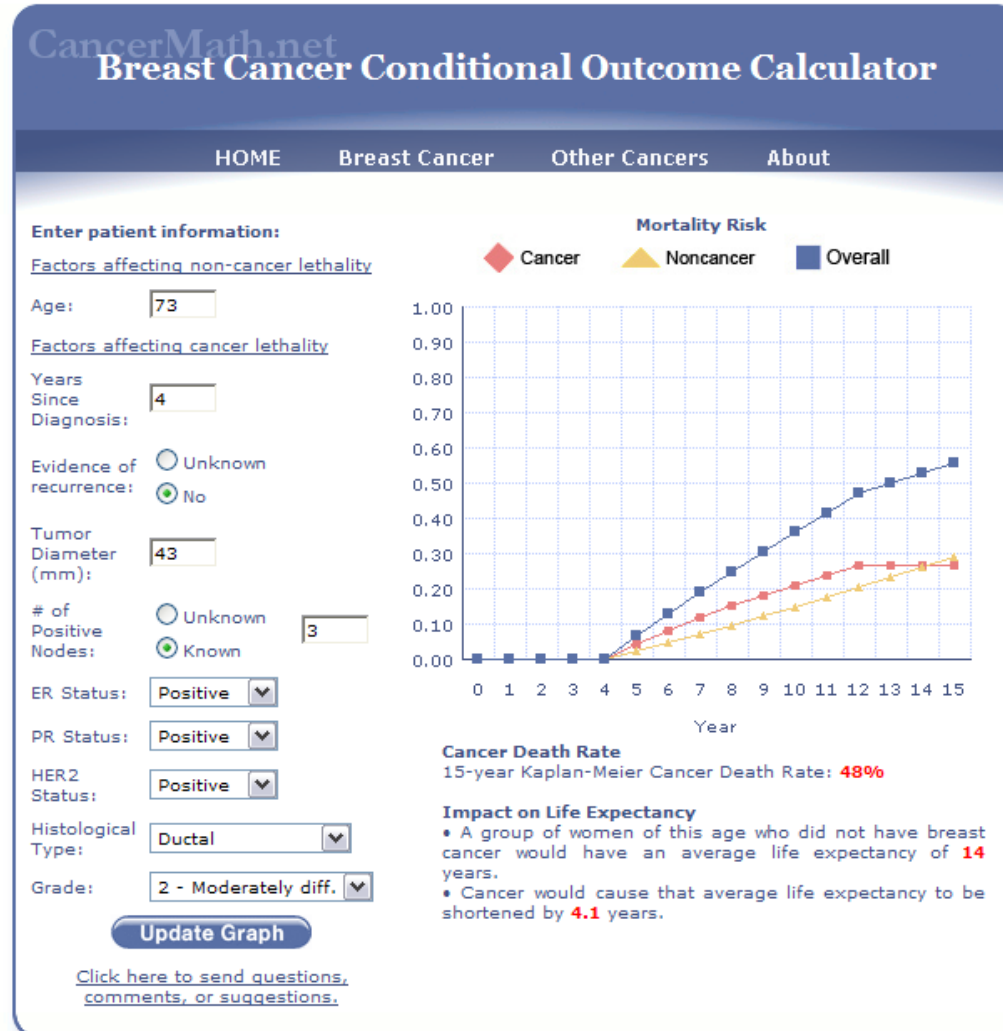 CancerMath.net
Breast Cancer Conditional Outcome Calculator
HOME Breast Cancer Other Cancers About
Enter patient information:
Factors affecting non-cancer lethality
Age: 73
Factors affecting cancer lethality
Years
Since
Diagnosis:
4
Evidence of
recurrence:
Unknown
No
Tumor
Diameter
(mm):
43
# of
Positive
Nodes:
Unknown
Known
3
ER Status: Positive
PR Status: Positive
HER2
Status:
Positive
Histological
Type:
Ductal
Grade: 2 - Moderately diff.
Update Graph
Click here to send questions,
comments, or suggestions.
Mortality Risk
Cancer Noncancer Overall
1.00
0.90
0.80
0.70
0.60
0.50
0.40
0.30
0.20
0.10
0.00
0 1 2 3 4 5 6 7 8 9 10 11 12 13 14 15
Year
Cancer Death Rate
15-year Kaplan-Meier Cancer Death Rate: 48%
Impact on Life Expectancy
• A group of women of this age who did not have breast
cancer would have an average life expectancy of 14
years.
• Cancer would cause that average life expectancy to be
shortened by 4.1 years.